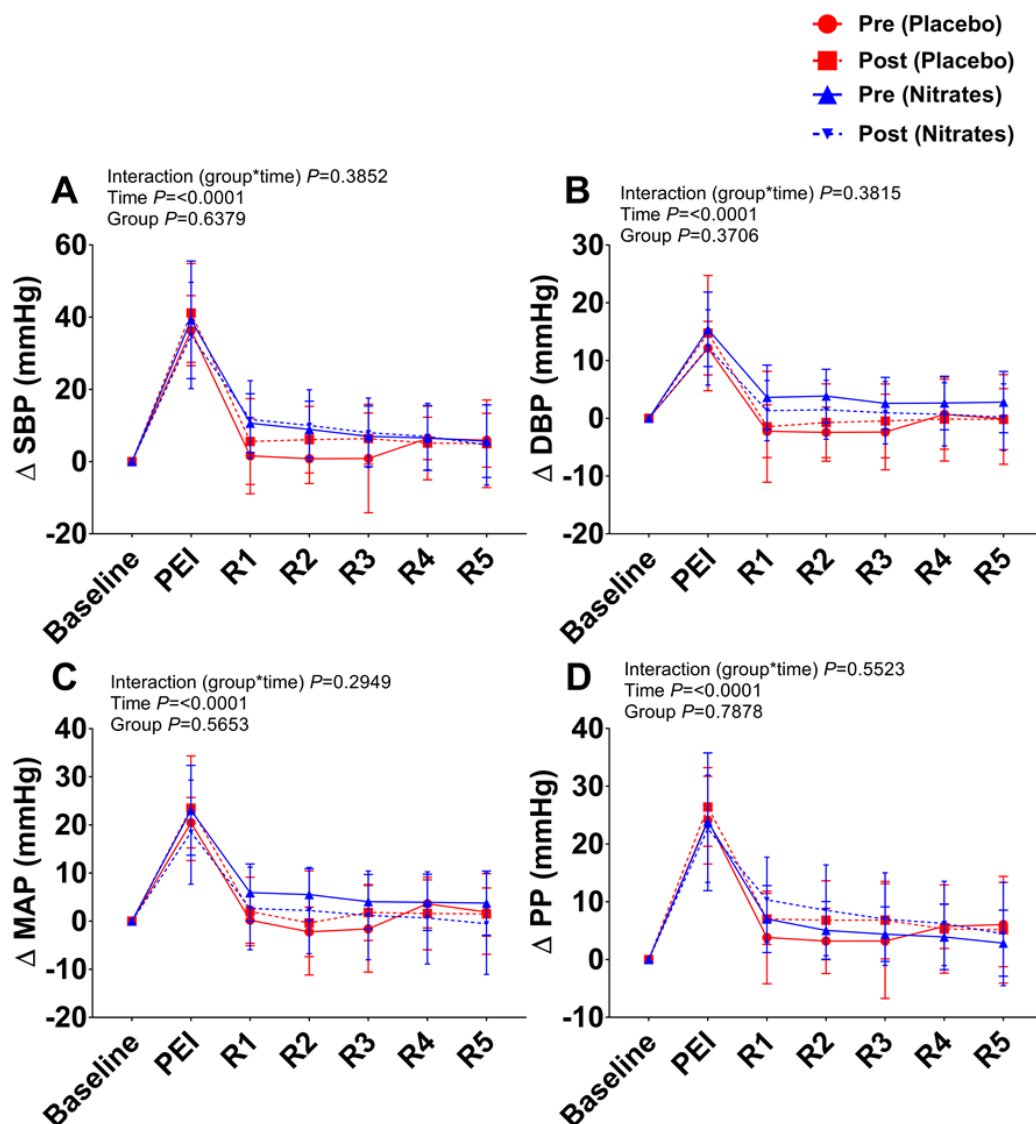 Pre (Placebo)
Post (Placebo)
Pre (Nitrates)
Post (Nitrates)
A
Interaction (group*time) P=0.3852
Time P=<0.0001
Group P=0.6379
Δ SBP (mmHg)
60
40
20
0
-20
Baseline
PEI
R1
R2
R3
R4
R5
B
Interaction (group*time) P=0.3815
Time P=<0.0001
Group P=0.3706
Δ DBP (mmHg)
30
20
10
0
-10
-20
Baseline
PEI
R1
R2
R3
R4
R5
C
Interaction (group*time) P=0.2949
Time P=<0.0001
Group P=0.5653
Δ MAP (mmHg)
40
30
20
10
0
-10
-20
Baseline
PEI
R1
R2
R3
R4
R5
D
Interaction (group*time) P=0.5523
Time P=<0.0001
Group P=0.7878
Δ PP (mmHg)
40
30
20
10
0
-10
Baseline
PEI
R1
R2
R3
R4
R5